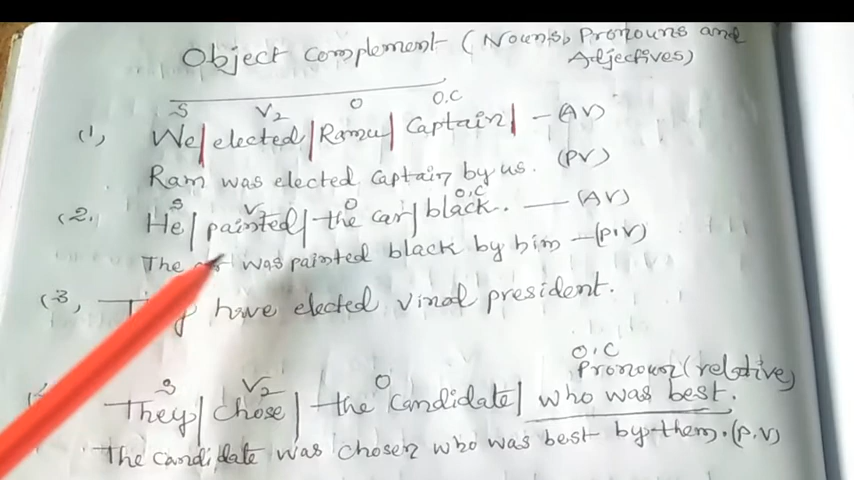 Object Complement (Nouns, Pronouns and
Adjectives)
S V2 O O.C
(1, We| elected |Ramu| Captain| - (AV)
Ram was elected captain by us. (PV)
S V O O,C
(2. He| painted| the car| black. — (AV)
The was painted black by him - (P.V)
(3, have elected president.
O.C
Pronoun (relative)
S V2 O
They| chose| the candidate| who was best.
The candidate was chosen who was best by them. (P.V)